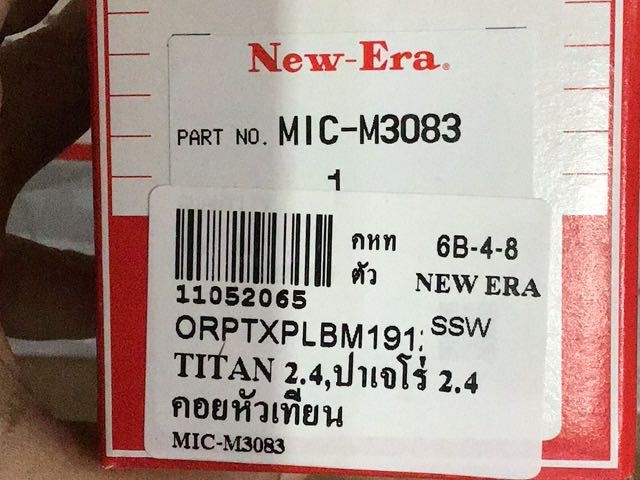 New-Era®
PART NO. MIC-M3083
1
คหท 6B-4-8
ตัว NEW ERA
11052065
ORPTXPLBM191: SSW
TITAN 2.4,ปาเจโร่ 2.4
คอยหัวเทียน
MIC-M3083